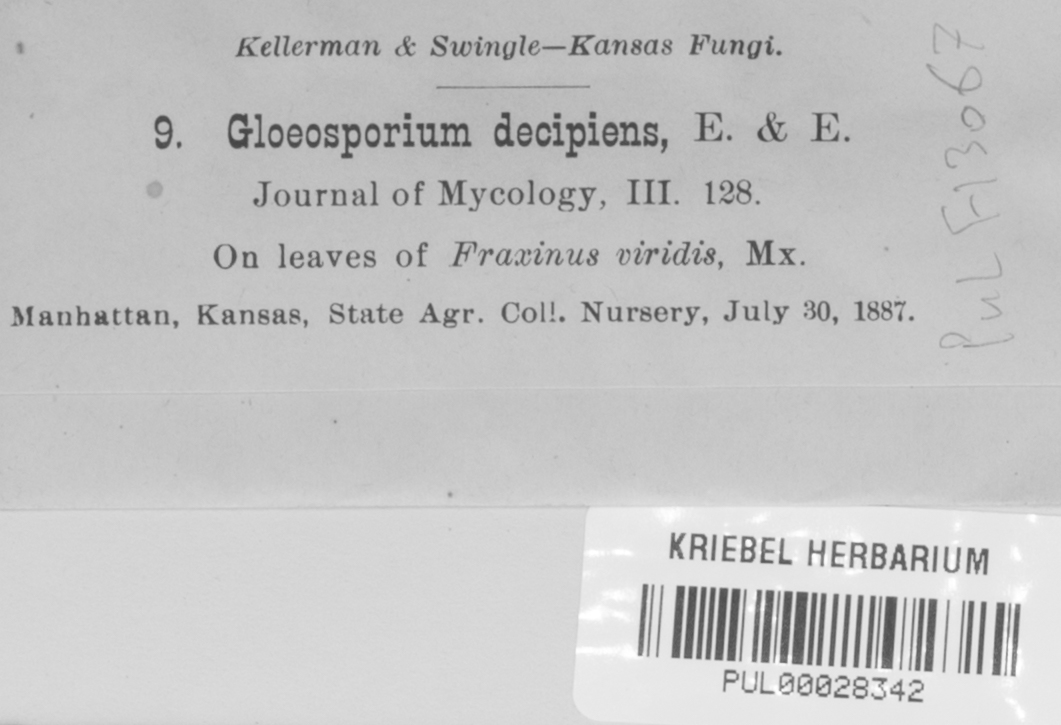 Kellerman & Swingle—Kansas Fungi.
9. Gloeosporium decipiens, E. & E.
Journal of Mycology, III. 128.
On leaves of Fraxinus viridis, Mx.
Manhattan, Kansas, State Agr. Coll. Nursery, July 30, 1887.
PUL F13067
KRIEBEL HERBARIUM
PUL00028342